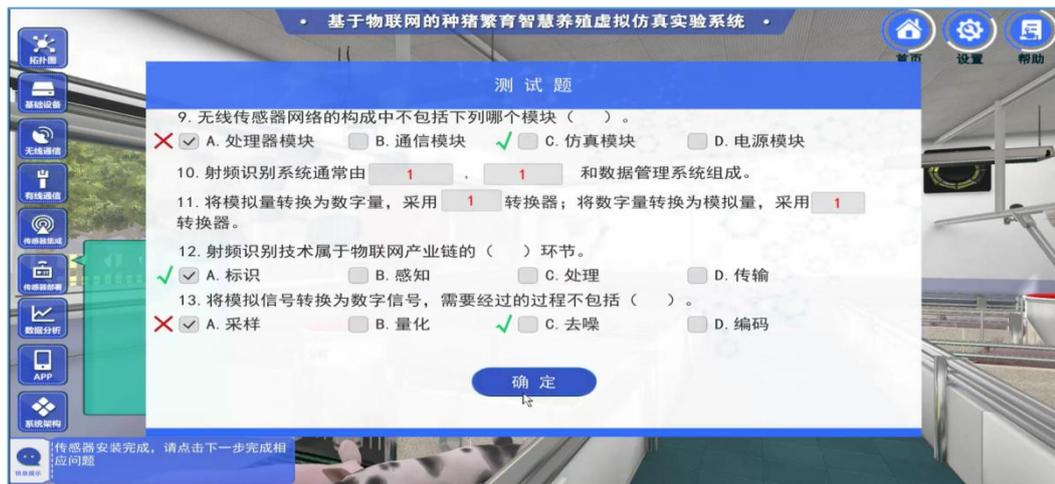 • 基于物联网的种猪繁育智慧养殖虚拟仿真实验系统 •
首页
设置
帮助
拓扑图
基础设备
无线通信
有线通信
传感器集成
传感器部署
数据分析
APP
系统架构
测试题
9. 无线传感器网络的构成中不包括下列哪个模块（ ）。
A. 处理器模块 B. 通信模块 C. 仿真模块 D. 电源模块
10. 射频识别系统通常由 1 , 1 和数据管理系统组成。
11. 将模拟量转换为数字量，采用 1 转换器；将数字量转换为模拟量，采用 1
转换器。
12. 射频识别技术属于物联网产业链的（ ）环节。
A. 标识 B. 感知 C. 处理 D. 传输
13. 将模拟信号转换为数字信号，需要经过的过程不包括（ ）。
A. 采样 B. 量化 C. 去噪 D. 编码
确定
传感器安装完成，请点击下一步完成相
应问题
信息提示